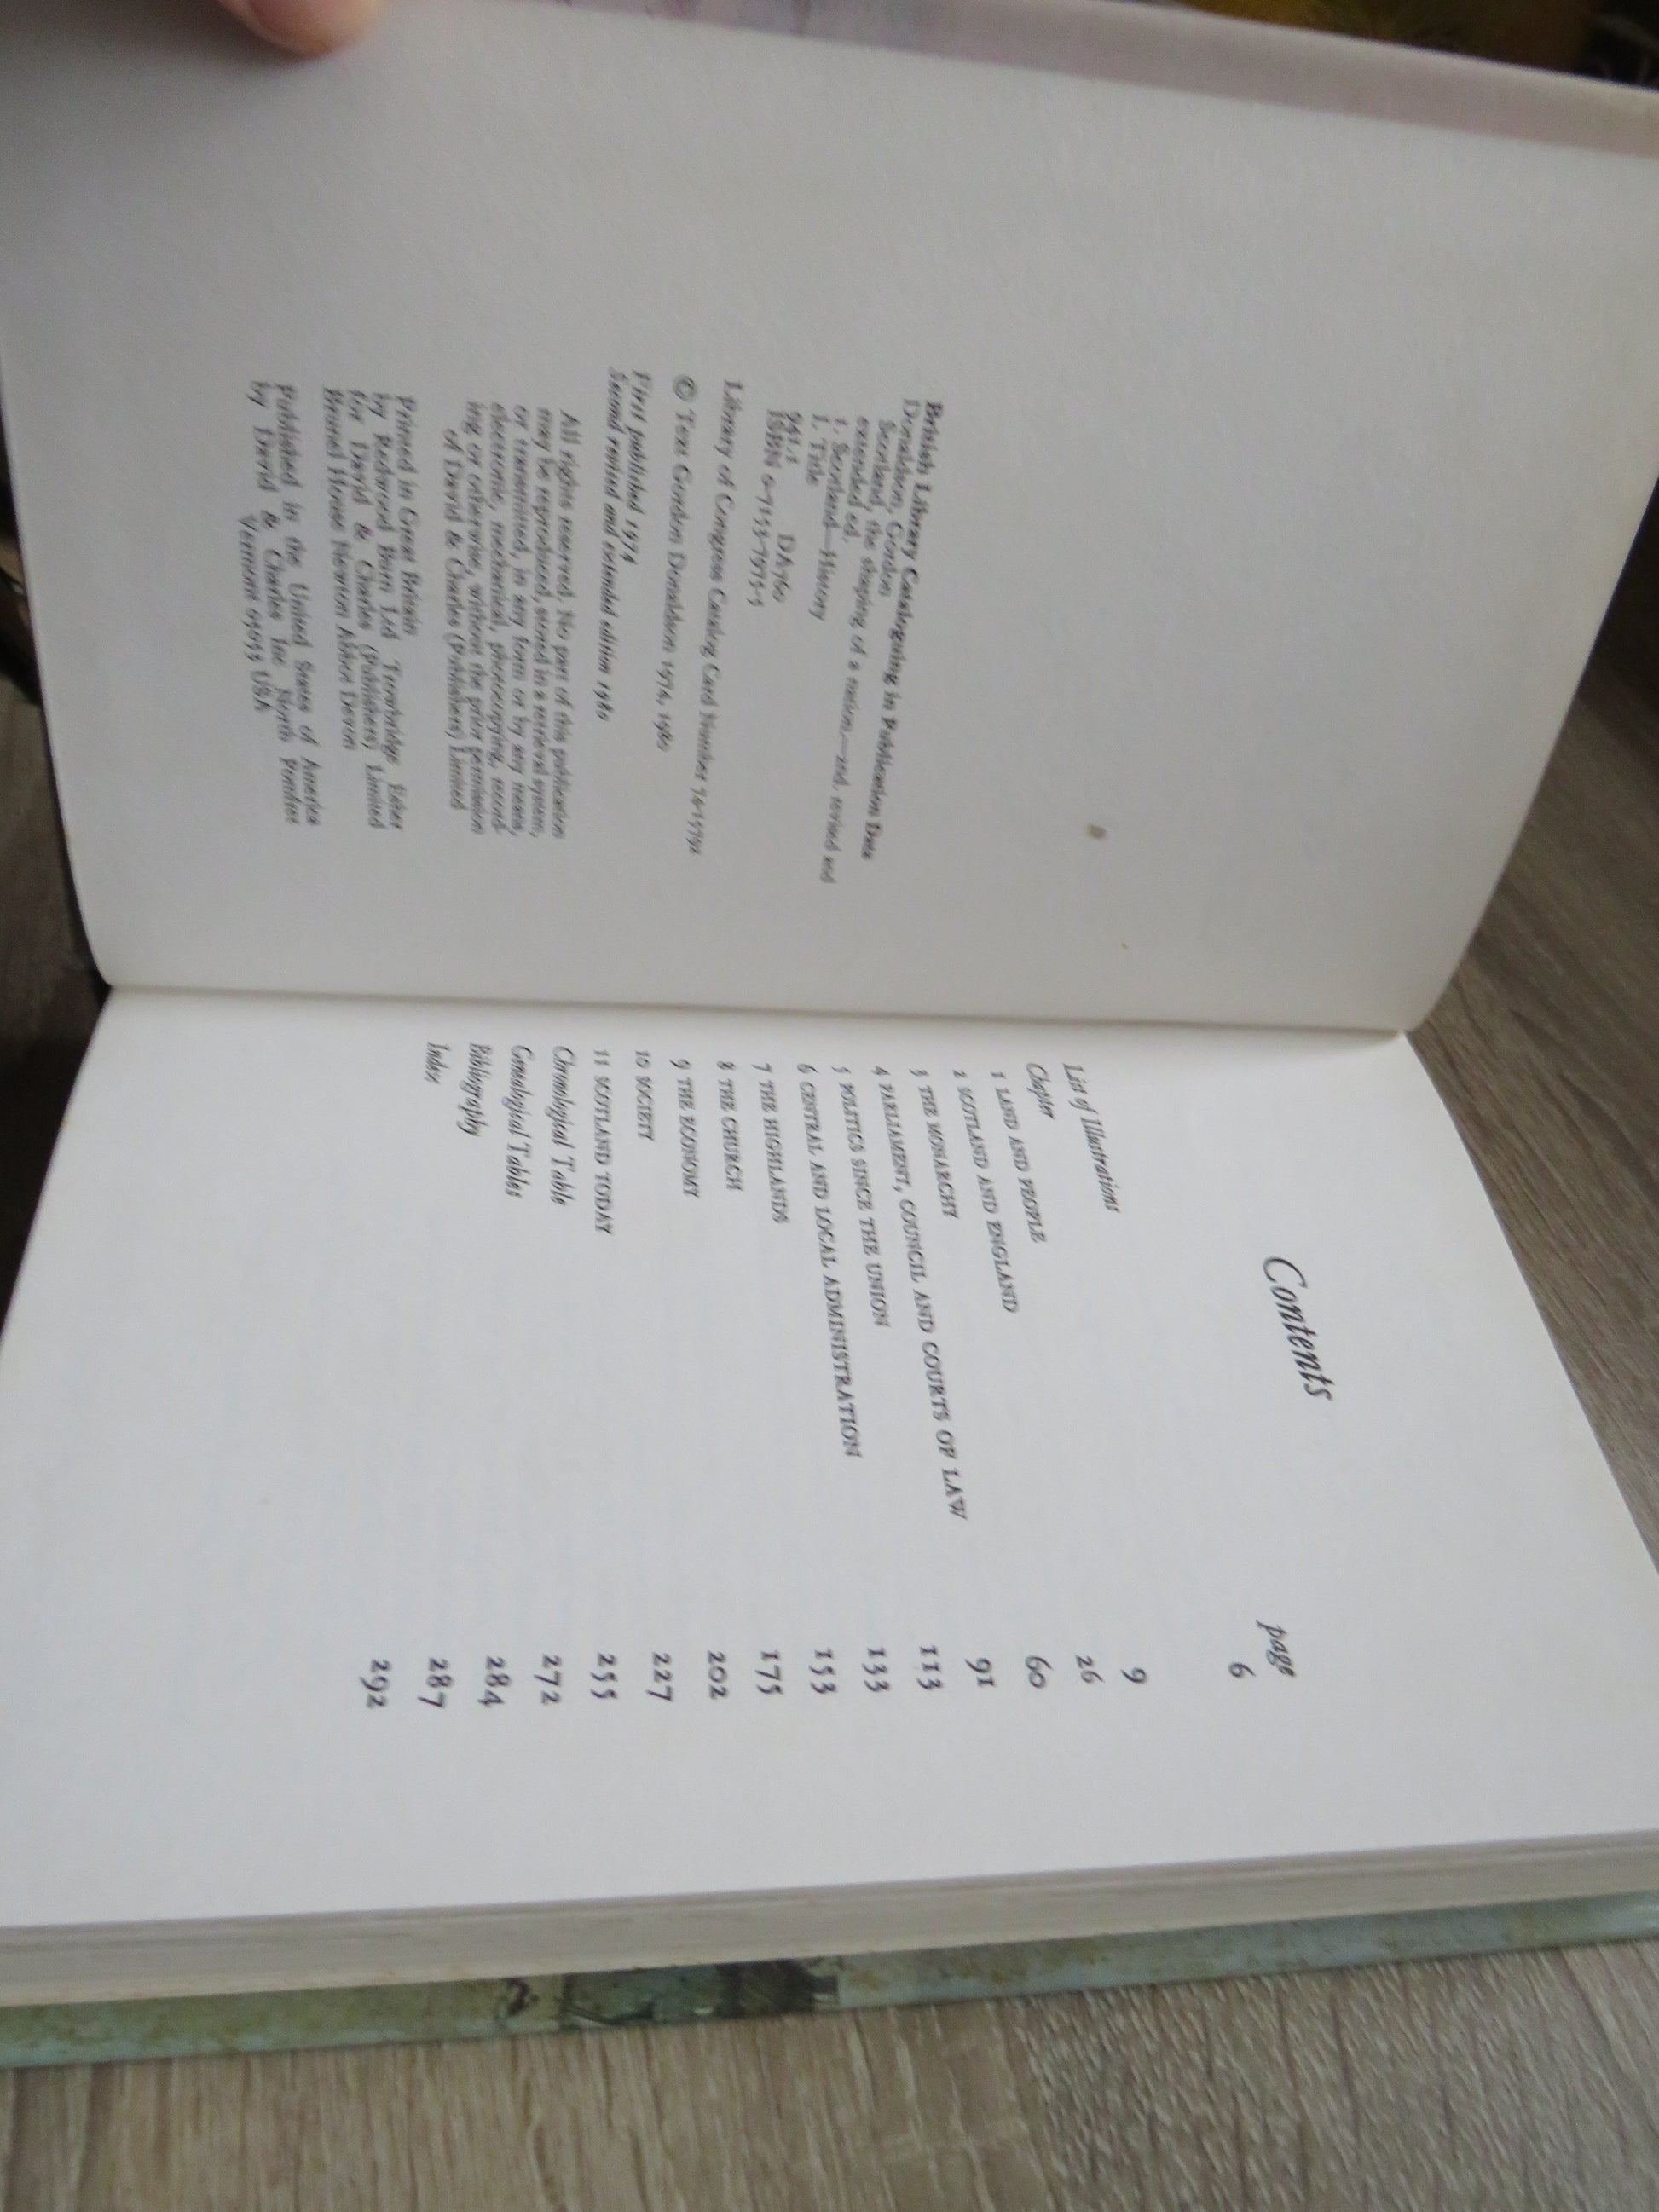 British Library Cataloguing in Publication Data
Donaldson, Gordon
Scotland, the shaping of a nation.—2nd, revised and
extended ed.
1. Scotland—History
I. Title
941.1 DA760
ISBN 0-7153-7975-5
Library of Congress Catalog Card Number
© Text Gordon Donaldson 1974, 1980
First published 1974
Second revised and extended edition 1980
All rights reserved. No part of this publication
may be reproduced, stored in a retrieval system,
or transmitted, in any form or by any means,
electronic, mechanical, photocopying, record-
ing or otherwise, without the prior permission
of David & Charles (Publishers) Limited
Printed in Great Britain
by Redwood Burn Ltd Trowbridge Esher
for David & Charles (Publishers) Limited
Brunel House Newton Abbot Devon
Published in the United States of America
by David & Charles Inc North Pomfret
Vermont 05053 USA
Contents
page
List of Illustrations 6
Chapter
1 LAND AND PEOPLE 9
2 SCOTLAND AND ENGLAND 26
3 THE MONARCHY 60
4 PARLIAMENT, COUNCIL AND COURTS OF LAW 91
5 POLITICS SINCE THE UNION 113
6 CENTRAL AND LOCAL ADMINISTRATION 133
7 THE HIGHLANDS 153
8 THE CHURCH 175
9 THE ECONOMY 202
10 SOCIETY 227
11 SCOTLAND TODAY 255
Chronological Table 272
Genealogical Tables 284
Bibliography 287
Index 292